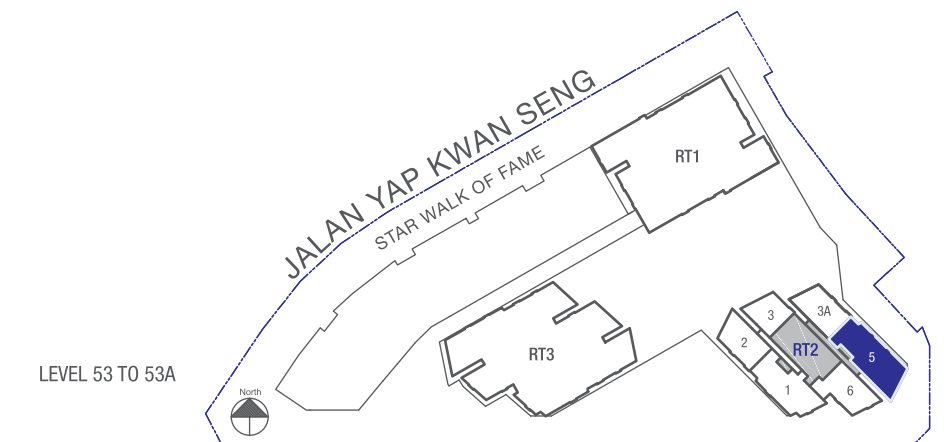 JALAN YAP KWAN SENG
STAR WALK OF FAME
RT1
3A
3
2
RT2
5
RT3
1
6
LEVEL 53 TO 53A
North